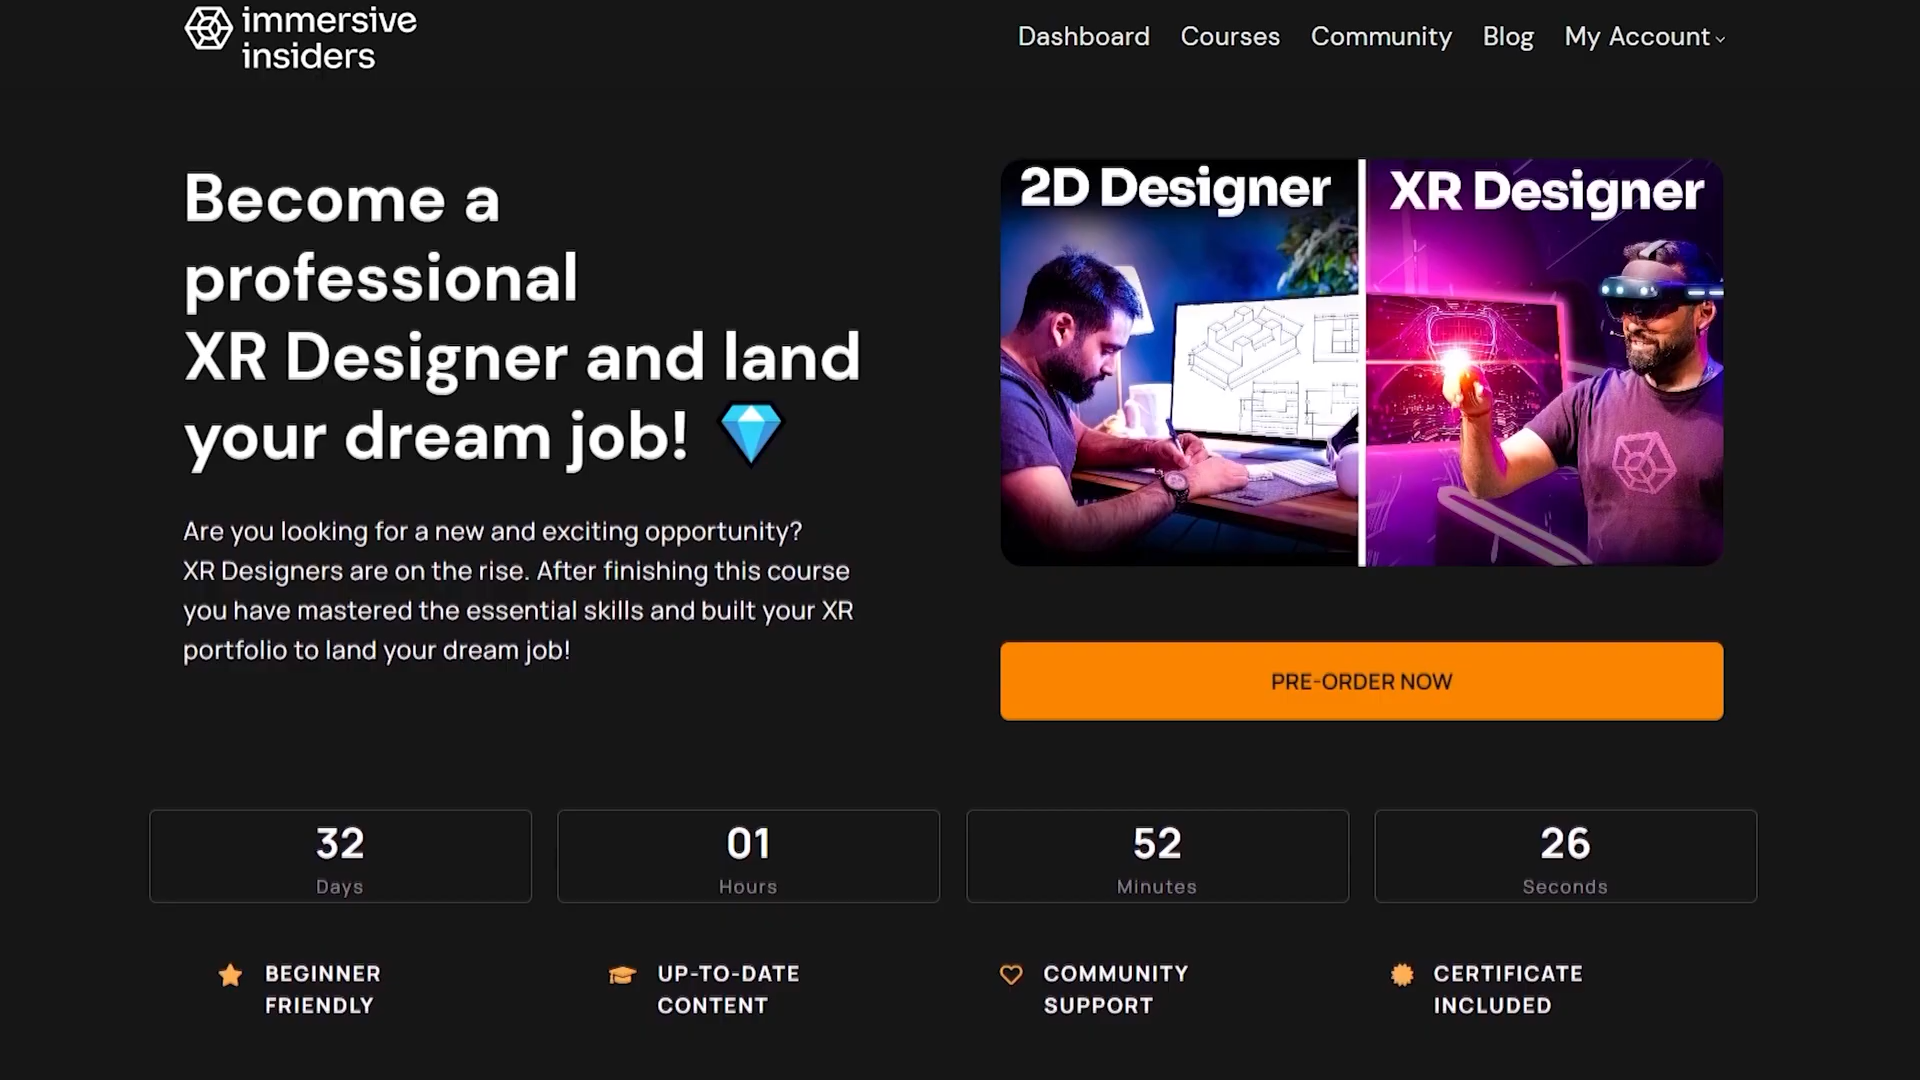 immersive
insiders
Dashboard Courses Community Blog My Account
Become a
professional
XR Designer and land
your dream job! 💎
Are you looking for a new and exciting opportunity?
XR Designers are on the rise. After finishing this course
you have mastered the essential skills and built your XR
portfolio to land your dream job!
2D Designer XR Designer
PRE-ORDER NOW
32 01 52 26
Days Hours Minutes Seconds
BEGINNER
FRIENDLY
UP-TO-DATE
CONTENT
COMMUNITY
SUPPORT
CERTIFICATE
INCLUDED